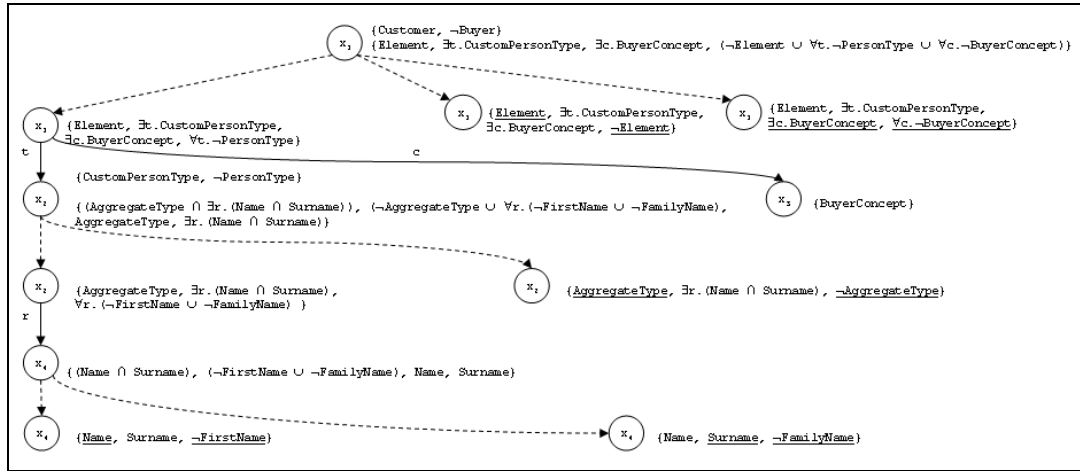 {Customer, ¬Buyer}
x₁ {Element, ∃t.CustomPersonType, ∃c.BuyerConcept, (¬Element ∪ ∀t.¬PersonType ∪ ∀c.¬BuyerConcept)}
x₁ {Element, ∃t.CustomPersonType,
∃c.BuyerConcept, ∀t.¬PersonType}
x₁ {Element, ∃t.CustomPersonType,
∃c.BuyerConcept, ¬Element}
x₁ {Element, ∃t.CustomPersonType,
∃c.BuyerConcept, ∀c.¬BuyerConcept}
t
c
{CustomPersonType, ¬PersonType}
x₂ {(AggregateType ∩ ∃r.(Name ∩ Surname)), (¬AggregateType ∪ ∀r.(¬FirstName ∪ ¬FamilyName),
AggregateType, ∃r.(Name ∩ Surname)}
x₃ {BuyerConcept}
x₂ {AggregateType, ∃r.(Name ∩ Surname),
∀r.(¬FirstName ∪ ¬FamilyName) }
x₂ {AggregateType, ∃r.(Name ∩ Surname), ¬AggregateType}
r
x₄ {(Name ∩ Surname), (¬FirstName ∪ ¬FamilyName), Name, Surname}
x₄ {Name, Surname, ¬FirstName}
x₄ {Name, Surname, ¬FamilyName}